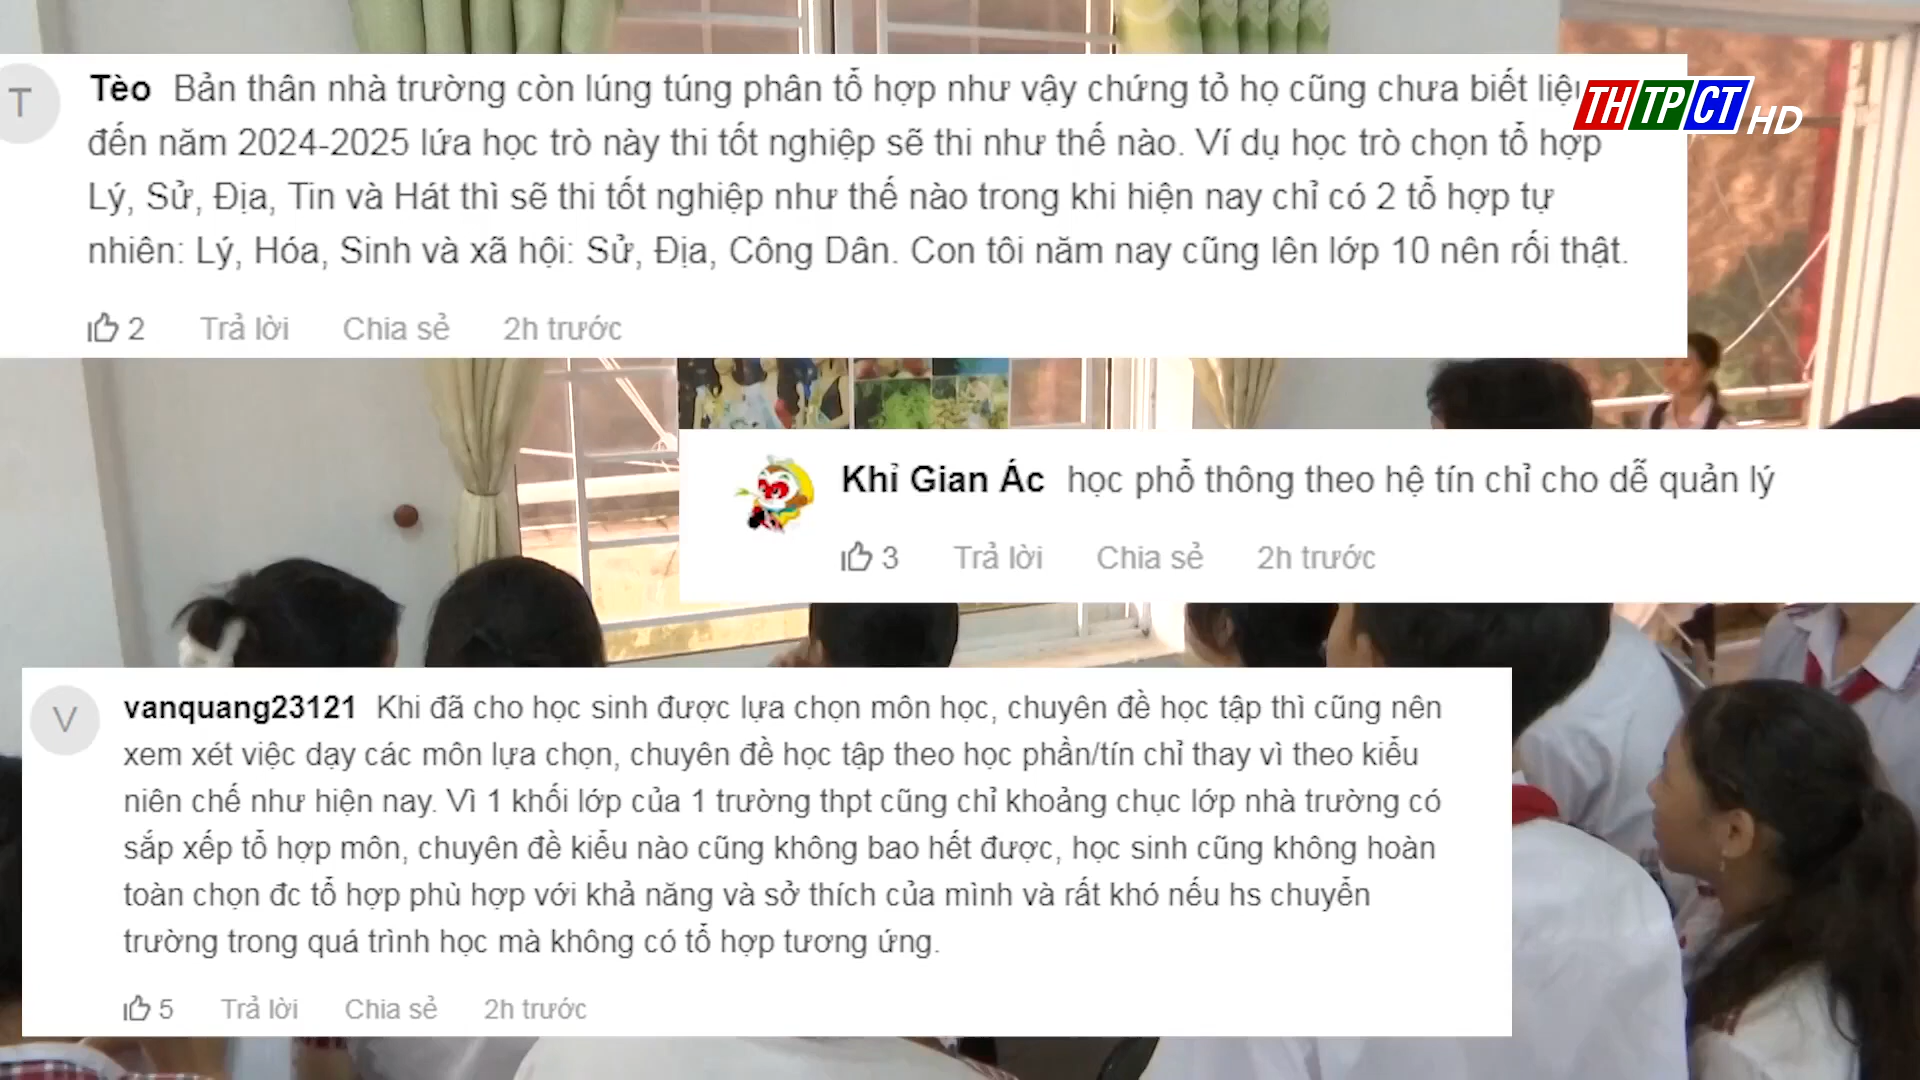 T
Tèo Bản thân nhà trường còn lúng túng phân tổ hợp như vậy chứng tỏ họ cũng chưa biết
đến năm 2024-2025 lứa học trò này thi tốt nghiệp sẽ thi như thế nào. Ví dụ học trò chọn tổ hợp
Lý, Sử, Địa, Tin và Hát thì sẽ thi tốt nghiệp như thế nào trong khi hiện nay chỉ có 2 tổ hợp tự
nhiên: Lý, Hóa, Sinh và xã hội: Sử, Địa, Công Dân. Con tôi năm nay cũng lên lớp 10 nên rối thật.
2 Trả lời Chia sẻ 2h trước
THTPCT HD
Khỉ Gian Ác học phổ thông theo hệ tín chỉ cho dễ quản lý
3 Trả lời Chia sẻ 2h trước
V
vanquang23121 Khi đã cho học sinh được lựa chọn môn học, chuyên đề học tập thì cũng nên
xem xét việc dạy các môn lựa chọn, chuyên đề học tập theo học phần/tín chỉ thay vì theo kiểu
niên chế như hiện nay. Vì 1 khối lớp của 1 trường thpt cũng chỉ khoảng chục lớp nhà trường có
sắp xếp tổ hợp môn, chuyên đề kiểu nào cũng không bao hết được, học sinh cũng không hoàn
toàn chọn đc tổ hợp phù hợp với khả năng và sở thích của mình và rất khó nếu hs chuyển
trường trong quá trình học mà không có tổ hợp tương ứng.
5 Trả lời Chia sẻ 2h trước